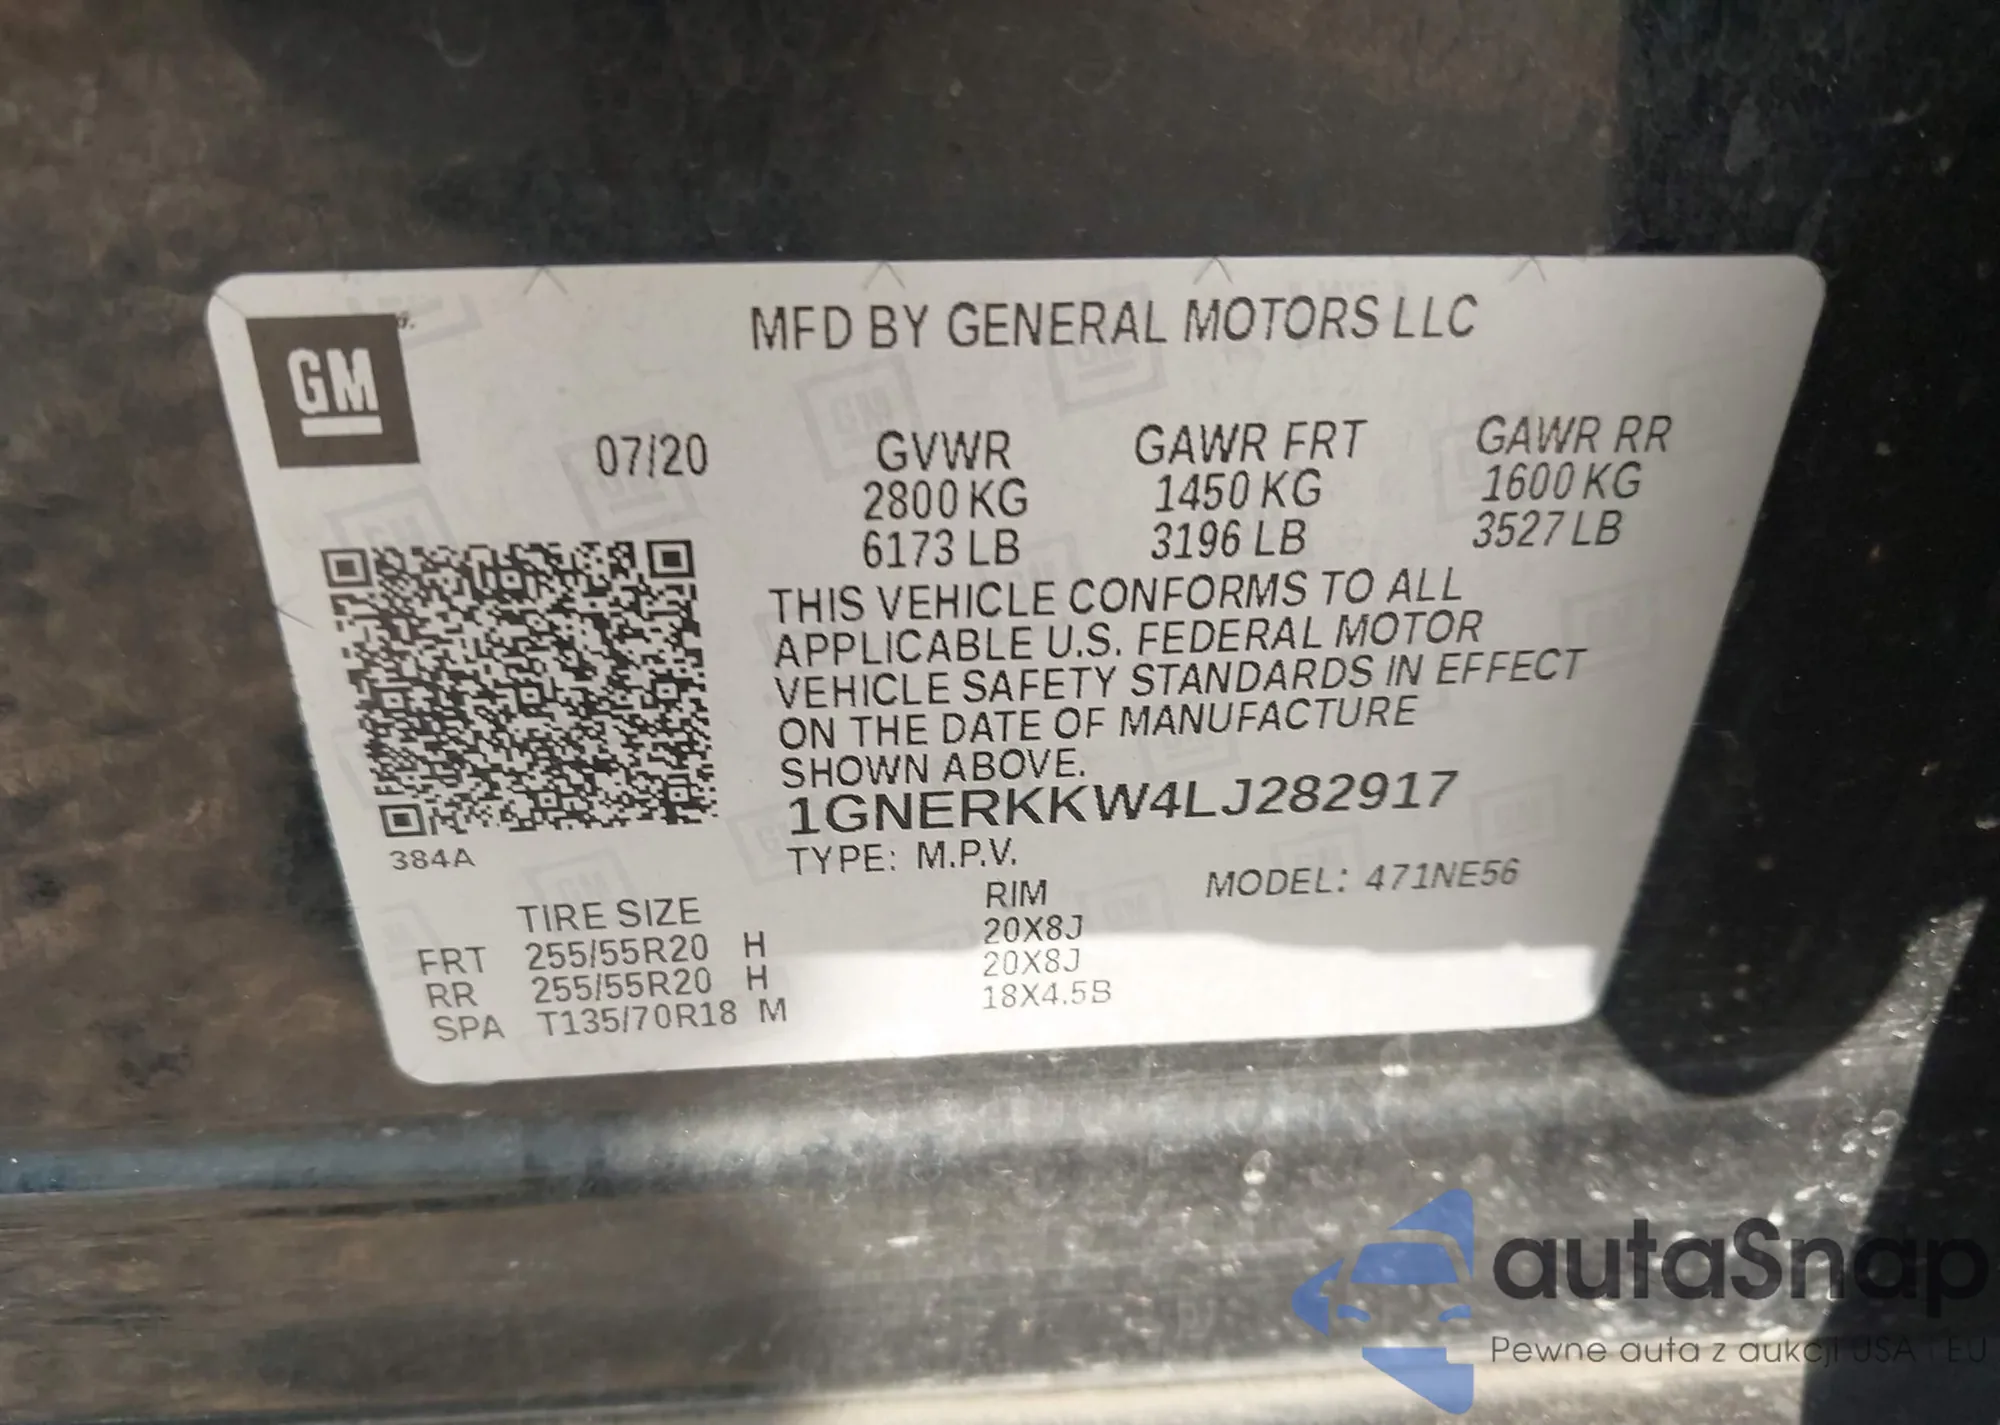 GM
MFD BY GENERAL MOTORS LLC
07/20 GVWR GAWR FRT GAWR RR
2800 KG 1450 KG 1600 KG
6173 LB 3196 LB 3527 LB
THIS VEHICLE CONFORMS TO ALL
APPLICABLE U.S. FEDERAL MOTOR
VEHICLE SAFETY STANDARDS IN EFFECT
ON THE DATE OF MANUFACTURE
SHOWN ABOVE.
1GNERKKW4LJ282917
384A
TYPE: M.P.V. MODEL: 471NE56
TIRE SIZE RIM
FRT 255/55R20 H 20X8J
RR 255/55R20 H 20X8J
SPA T135/70R18 M 18X4.5B
autaSnap
Pewne auta z aukcji USA i EU